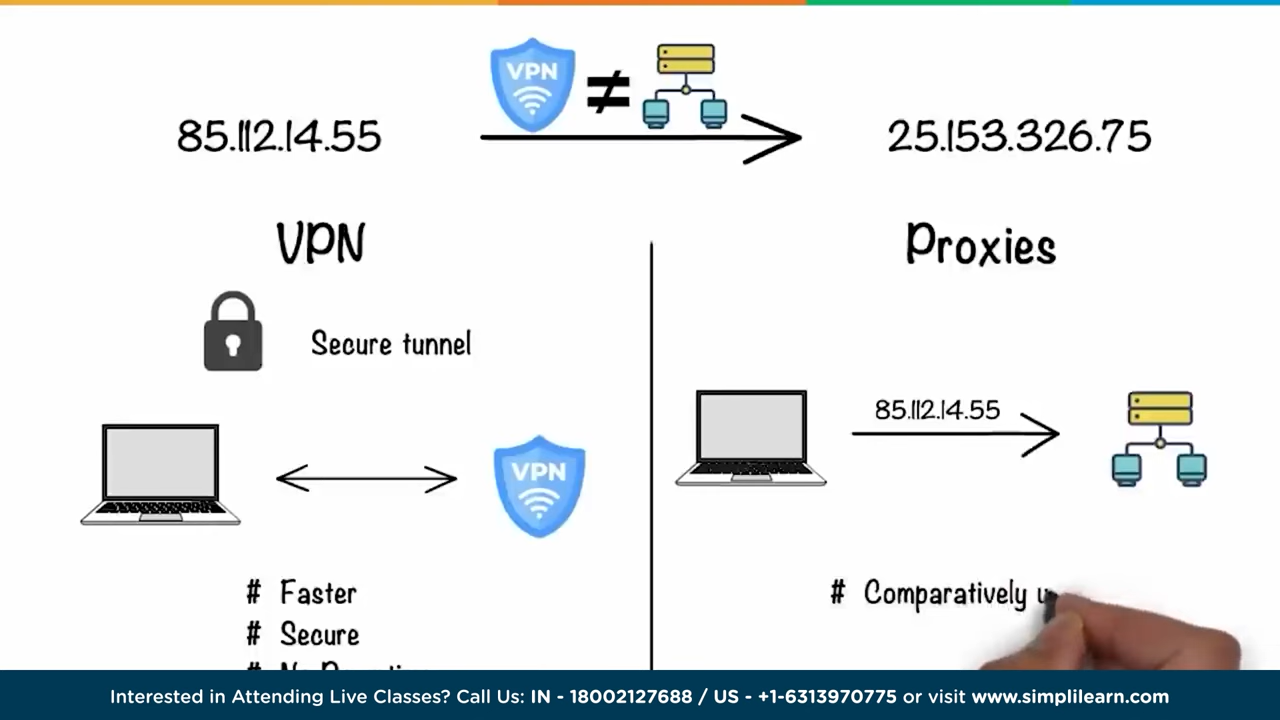 VPN ≠
85.112.14.55
25.153.326.75
VPN
Proxies
Secure tunnel
85.112.14.55
VPN
# Faster
# Secure
# Comparatively
Interested in Attending Live Classes? Call Us: IN - 18002127688 / US - +1-6313970775 or visit www.simplilearn.com